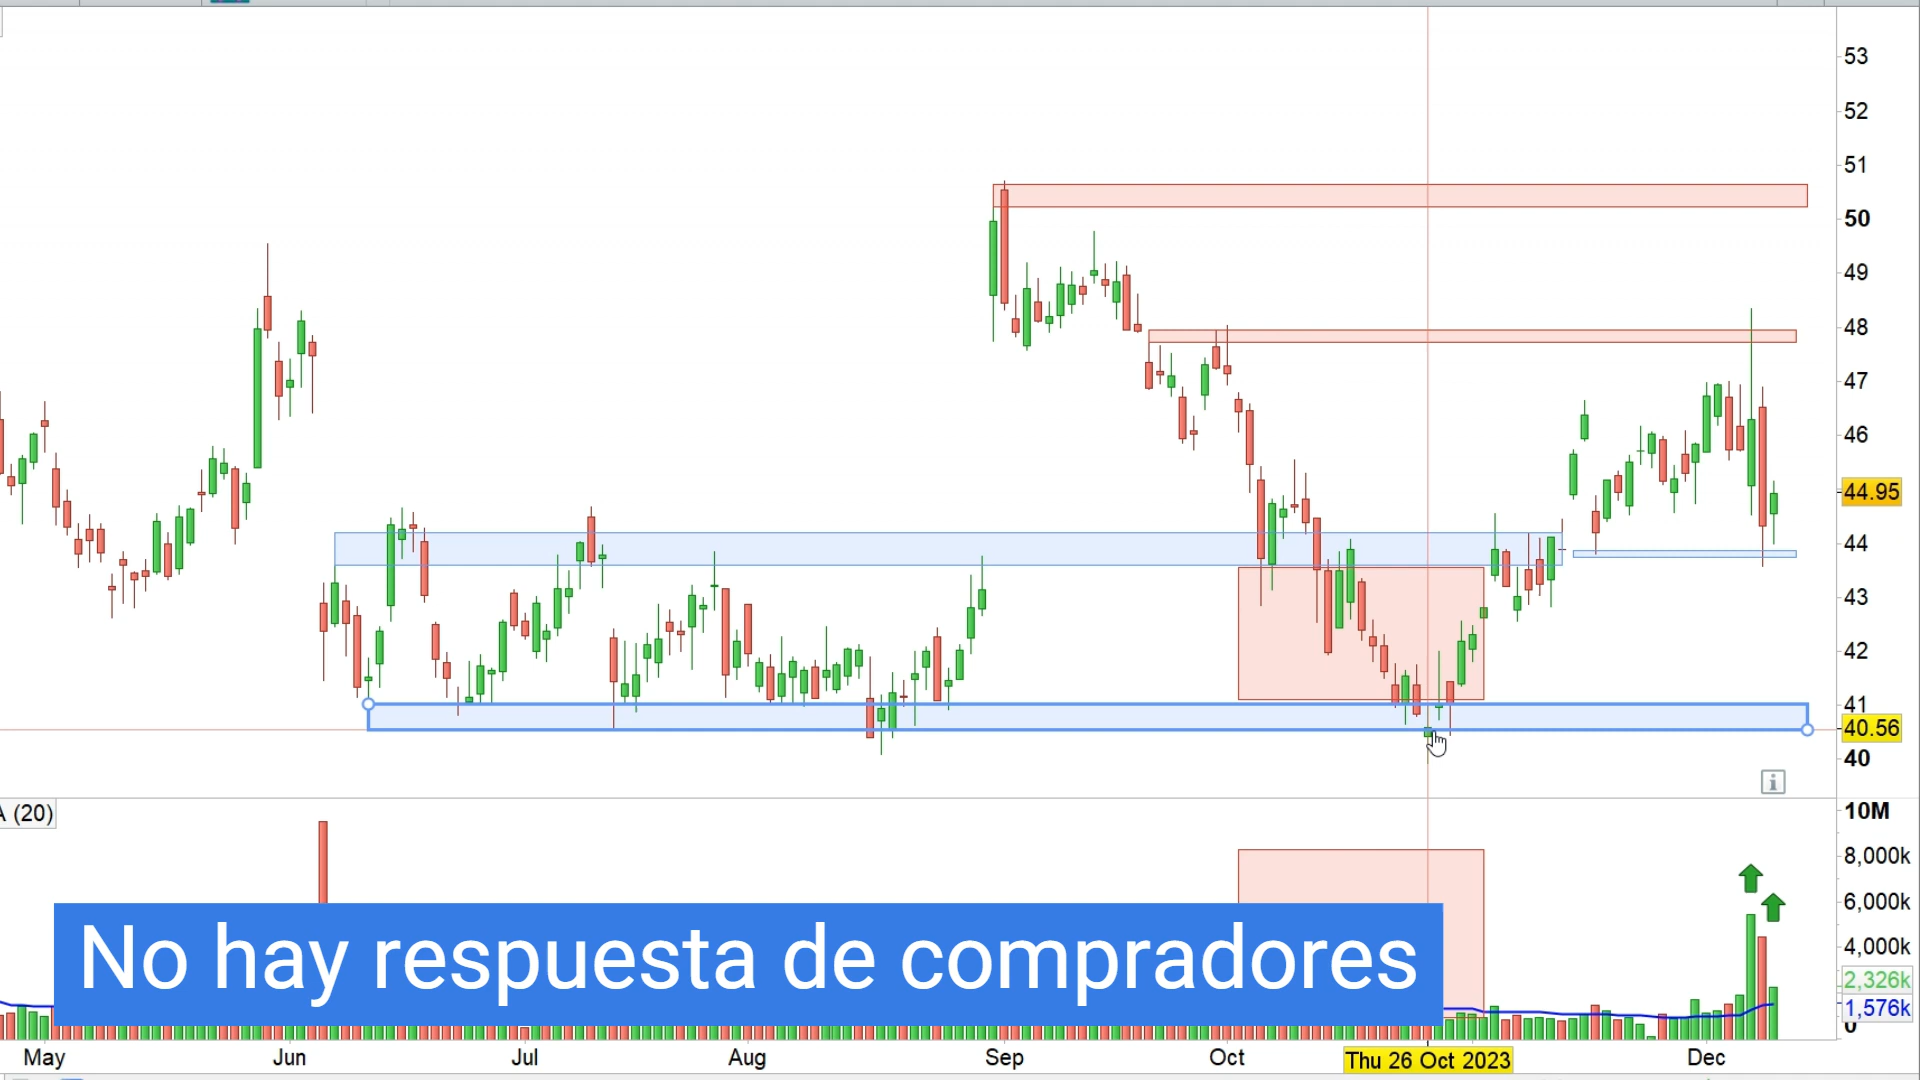 53
52
51
50
49
48
47
46
44.95
44
43
42
41
40.56
40
A (20)
10M
8,000k
6,000k
4,000k
2,326k
1,576k
0
No hay respuesta de compradores
May Jun Jul Aug Sep Oct Thu 26 Oct 2023 Dec